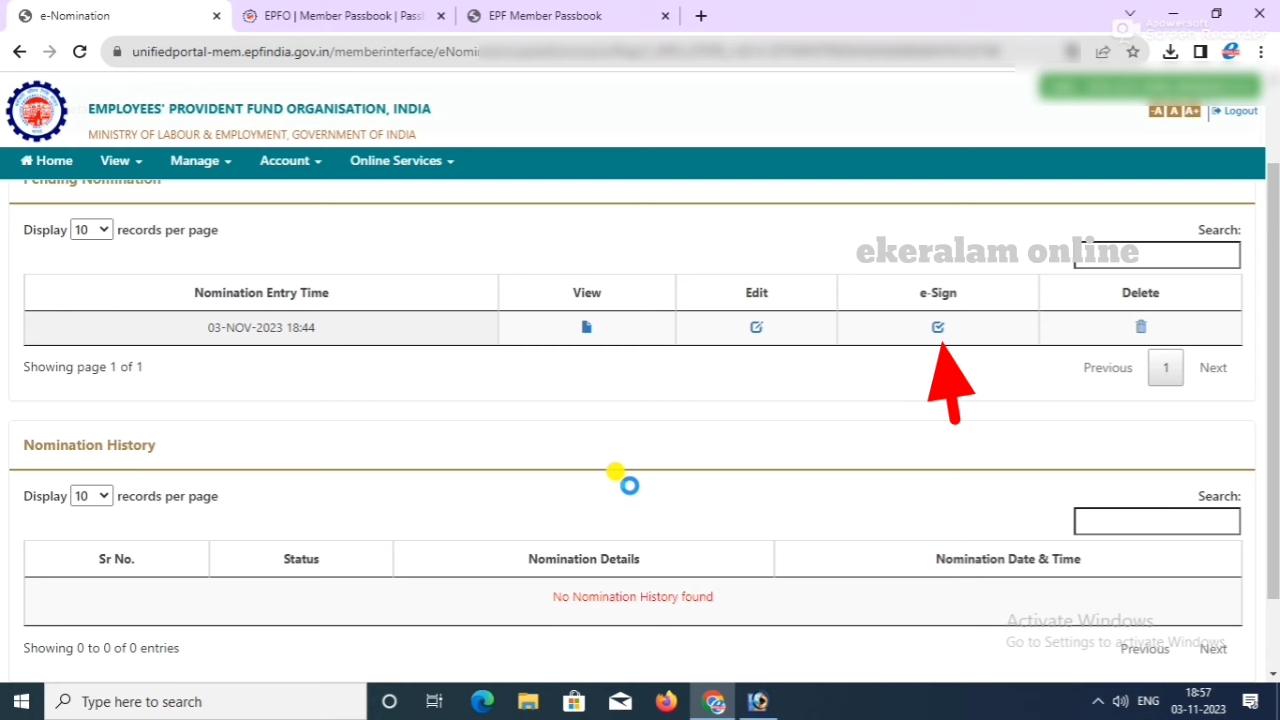 e-Nomination
EPFO | Member Passbook | Pass
EPF Member Passbook
unifiedportal-mem.epfindia.gov.in/memberinterface/eNomi
Apowersoft
Screen Recorder
EMPLOYEES' PROVIDENT FUND ORGANISATION, INDIA
MINISTRY OF LABOUR & EMPLOYMENT, GOVERNMENT OF INDIA
-A A A+ Logout
Home View Manage Account Online Services
Pending Nomination
Display 10 records per page Search:
ekeralam online
Nomination Entry Time View Edit e-Sign Delete
03-NOV-2023 18:44
Showing page 1 of 1 Previous 1 Next
Nomination History
Display 10 records per page Search:
Sr No. Status Nomination Details Nomination Date & Time
No Nomination History found
Activate Windows
Go to Settings to activate Windows.
Showing 0 to 0 of 0 entries Previous Next
Type here to search
ENG
18:57
03-11-2023